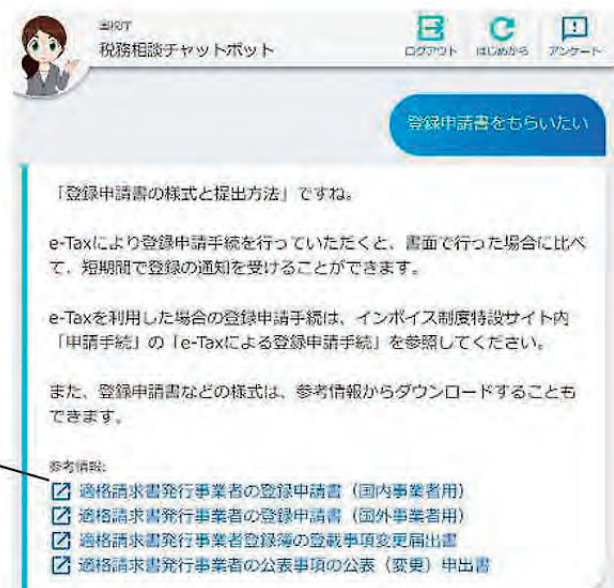 国税庁
税務相談チャットボット
ログアウト はじめから アンケート
登録申請書をもらいたい
「登録申請書の様式と提出方法」ですね。
e-Taxにより登録申請手続を行っていただくと、書面で行った場合に比べ
て、短期間で登録の通知を受けることができます。
e-Taxを利用した場合の登録申請手続は、インボイス制度特設サイト内
「申請手続」の「e-Taxによる登録申請手続」を参照してください。
また、登録申請書などの様式は、参考情報からダウンロードすることも
できます。
参考情報:
適格請求書発行事業者の登録申請書（国内事業者用）
適格請求書発行事業者の登録申請書（国外事業者用）
適格請求書発行事業者登録簿の登載事項変更届出書
適格請求書発行事業者の公表事項の公表（変更）申出書